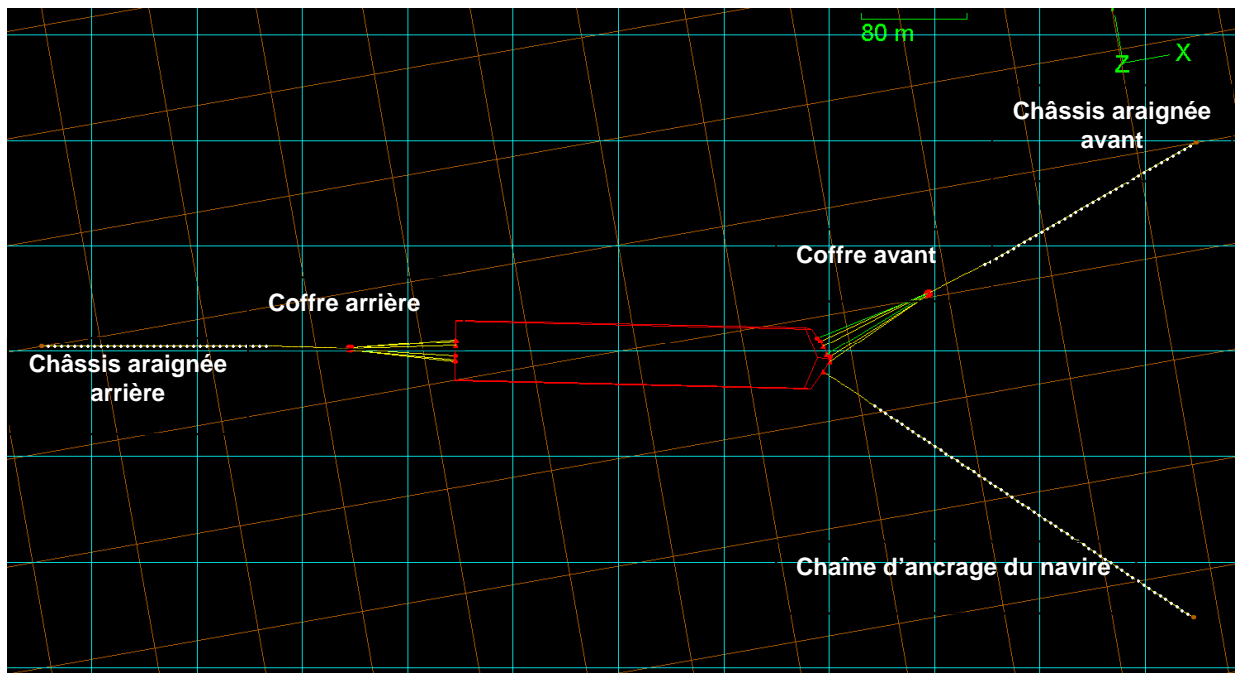 80 m
Z
X
Châssis araignée
avant
Coffre avant
Coffre arrière
Châssis araignée
arrière
Chaîne d'ancrage du navire